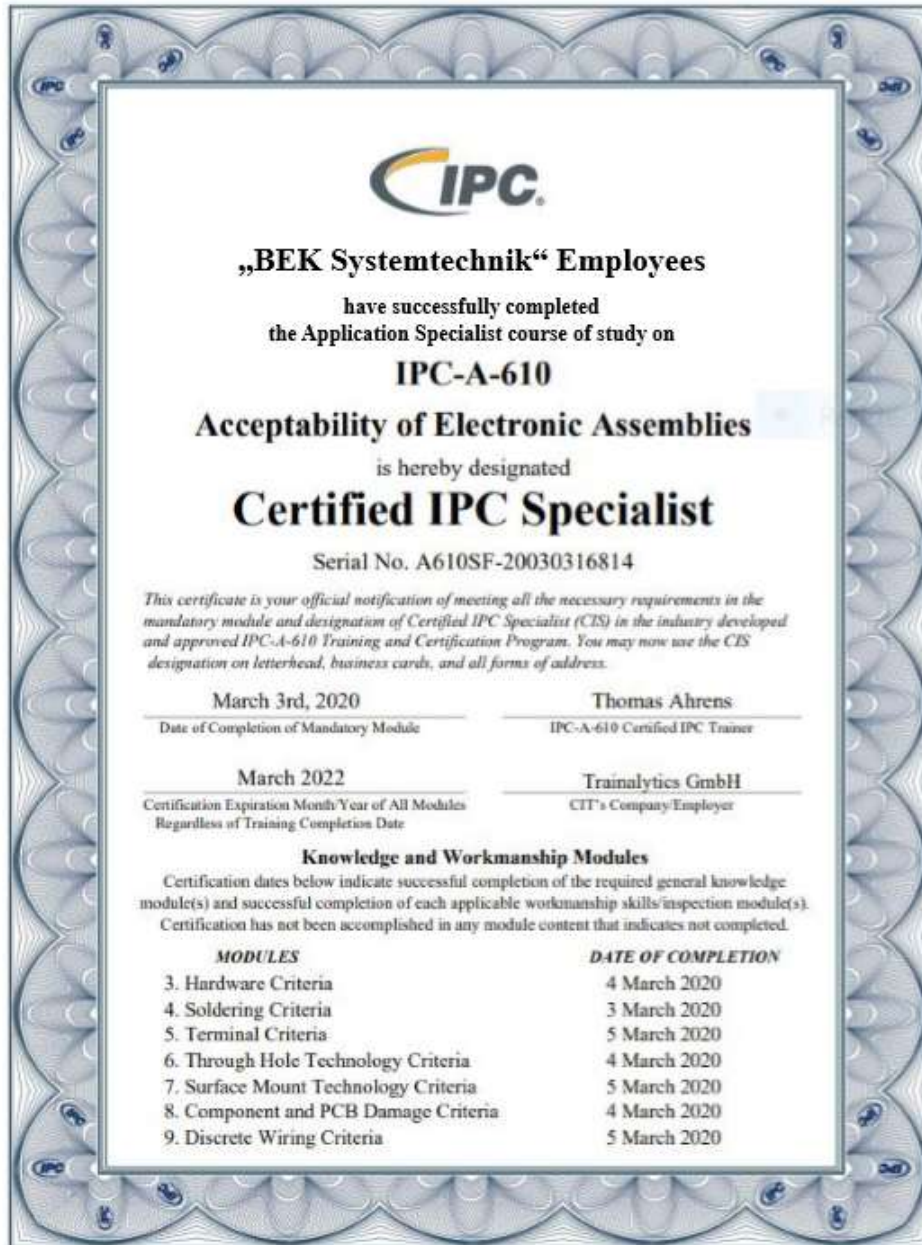 IPC®
„BEK Systemtechnik“ Employees
have successfully completed
the Application Specialist course of study on
IPC-A-610
Acceptability of Electronic Assemblies
is hereby designated
Certified IPC Specialist
Serial No. A610SF-20030316814
This certificate is your official notification of meeting all the necessary requirements in the
mandatory module and designation of Certified IPC Specialist (CIS) in the industry developed
and approved IPC-A-610 Training and Certification Program. You may now use the CIS
designation on letterhead, business cards, and all forms of address.
March 3rd, 2020
Date of Completion of Mandatory Module
Thomas Ahrens
IPC-A-610 Certified IPC Trainer
March 2022
Certification Expiration Month/Year of All Modules
Regardless of Training Completion Date
Trainalytics GmbH
CIT's Company/Employer
Knowledge and Workmanship Modules
Certification dates below indicate successful completion of the required general knowledge
module(s) and successful completion of each applicable workmanship skills/inspection module(s).
Certification has not been accomplished in any module content that indicates not completed.
MODULES DATE OF COMPLETION
3. Hardware Criteria 4 March 2020
4. Soldering Criteria 3 March 2020
5. Terminal Criteria 5 March 2020
6. Through Hole Technology Criteria 4 March 2020
7. Surface Mount Technology Criteria 5 March 2020
8. Component and PCB Damage Criteria 4 March 2020
9. Discrete Wiring Criteria 5 March 2020